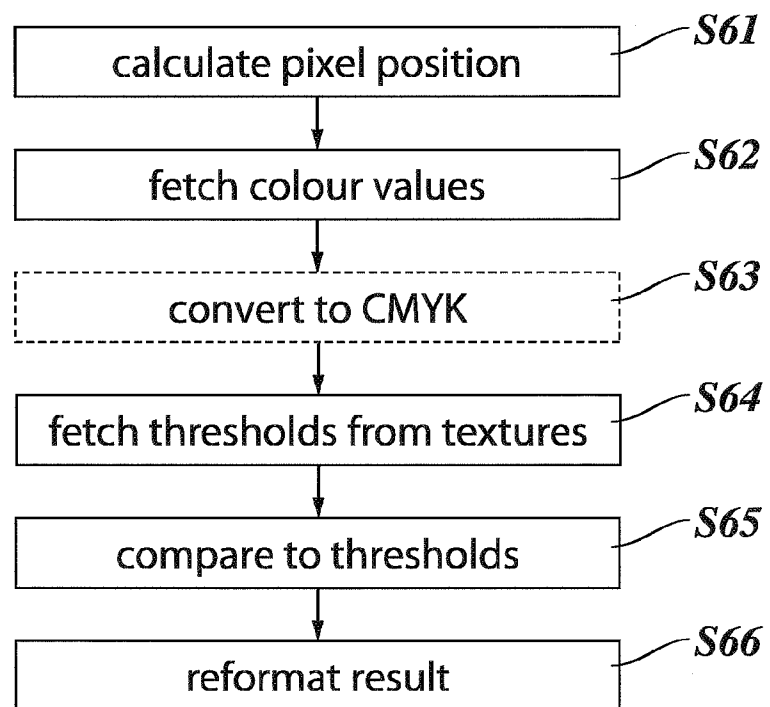 S61
calculate pixel position
S62
fetch colour values
S63
convert to CMYK
S64
fetch thresholds from textures
S65
compare to thresholds
S66
reformat result